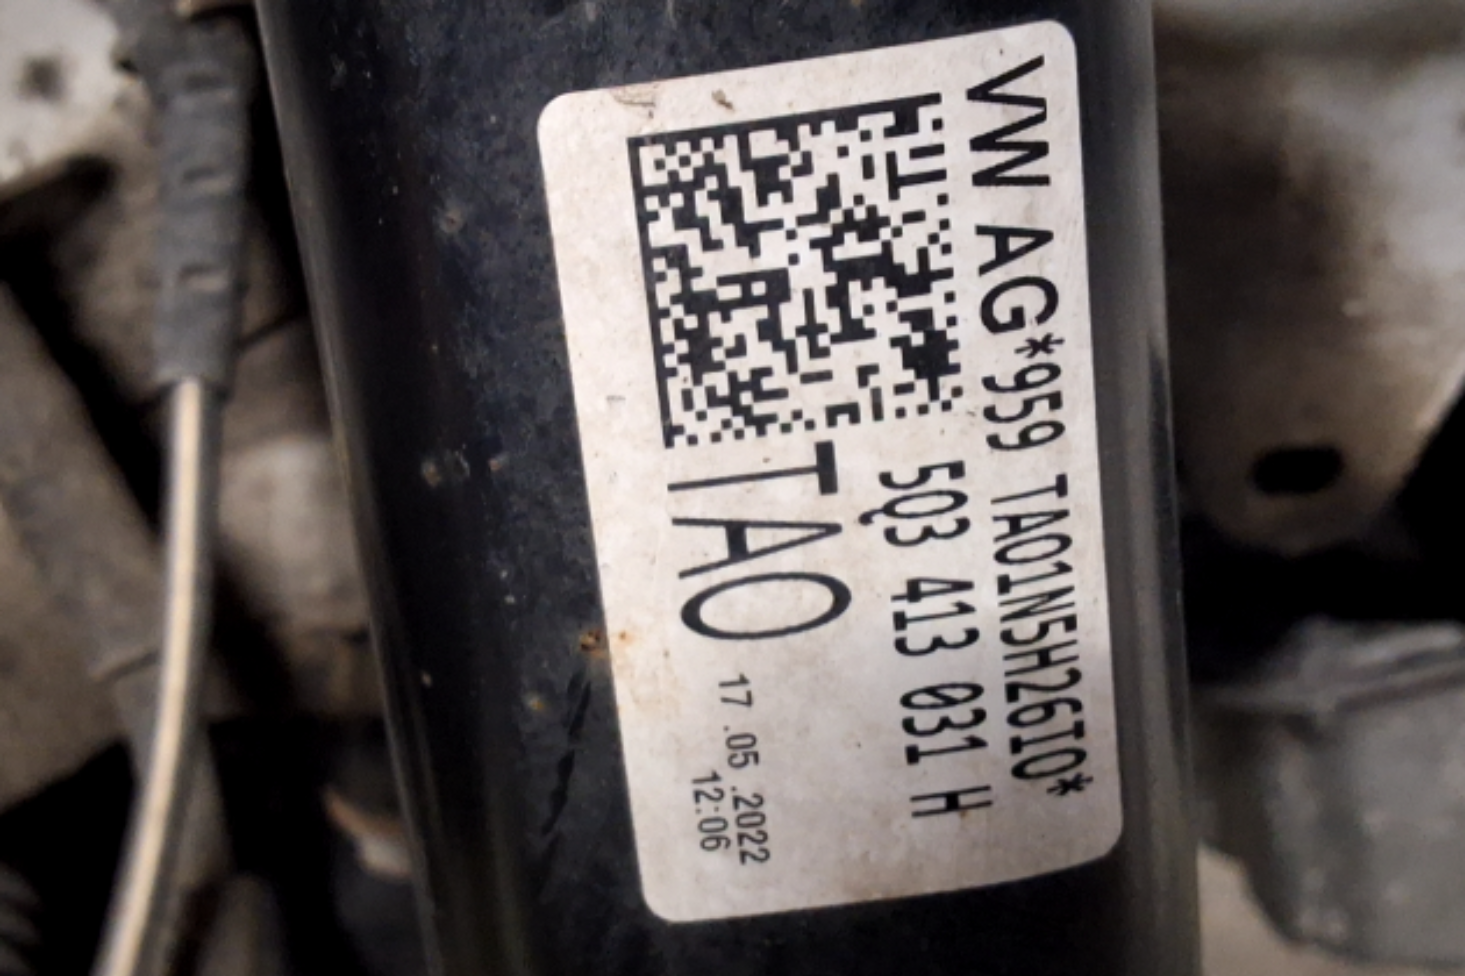 VW AG*959 TAO1N5H26IO*
5Q3 413 031 H
TAO
17 .05 .2022
12:06